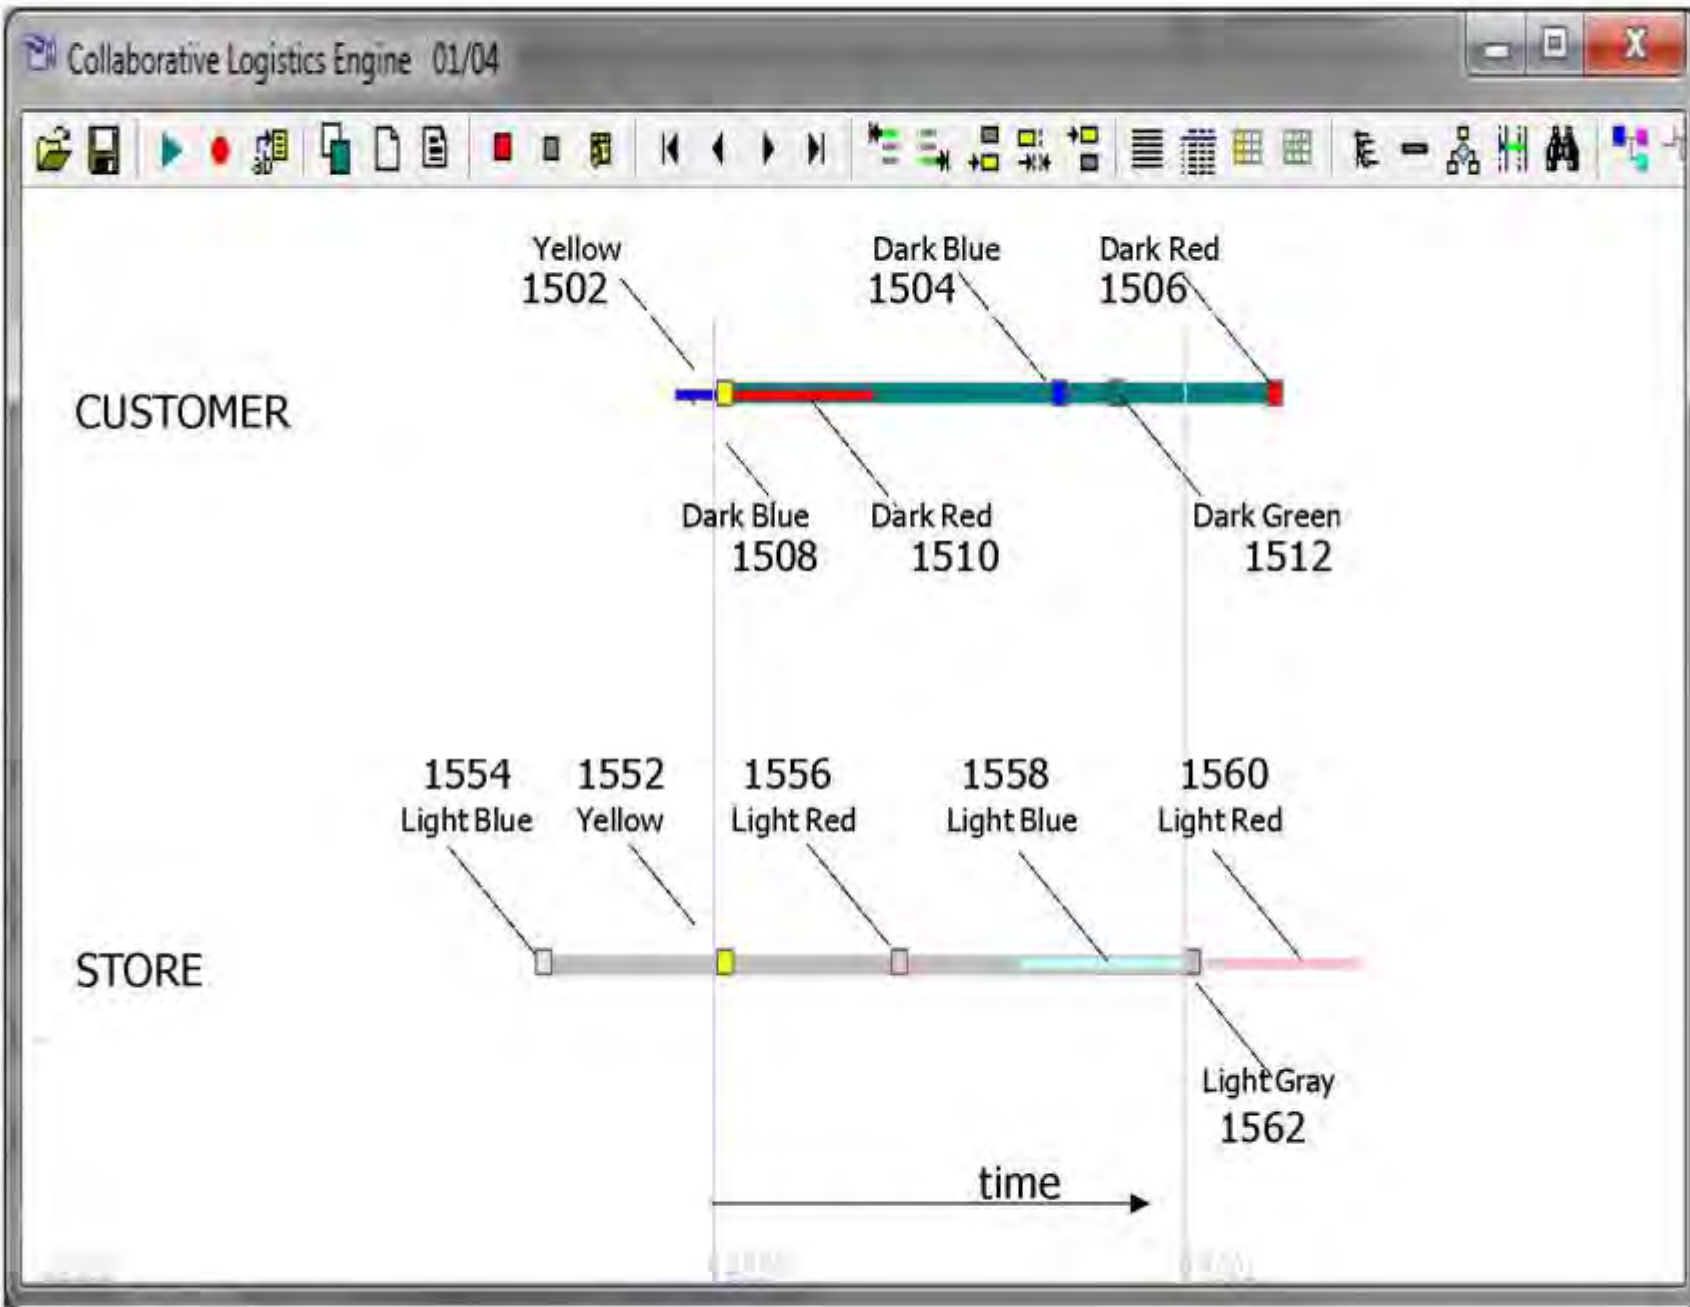 Collaborative Logistics Engine 01/04
Yellow Dark Blue Dark Red
1502 1504 1506
CUSTOMER
Dark Blue Dark Red Dark Green
1508 1510 1512
1554 1552 1556 1558 1560
Light Blue Yellow Light Red Light Blue Light Red
STORE
Light Gray
1562
time